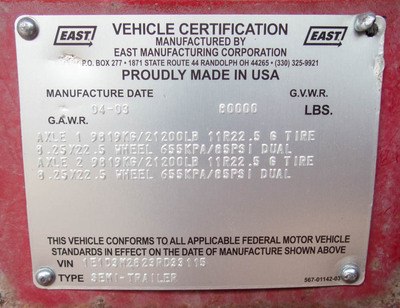 EAST VEHICLE CERTIFICATION EAST
MANUFACTURED BY
EAST MANUFACTURING CORPORATION
P.O. BOX 277 • 1871 STATE ROUTE 44 RANDOLPH OH 44265 • (330) 325-9921
PROUDLY MADE IN USA
MANUFACTURE DATE G.V.W.R.
04-03 80000 LBS.
G.A.W.R.
AXLE 1 9819KG/21200LB 11R22.5 G TIRE
8.25X22.5 WHEEL 655KPA/85PSI DUAL
AXLE 2 9819KG/21200LB 11R22.5 G TIRE
8.25X22.5 WHEEL 655KPA/85PSI DUAL
THIS VEHICLE CONFORMS TO ALL APPLICABLE FEDERAL MOTOR VEHICLE
STANDARDS IN EFFECT ON THE DATE OF MANUFACTURE SHOWN ABOVE.
VIN
TYPE SEMI-TRAILER